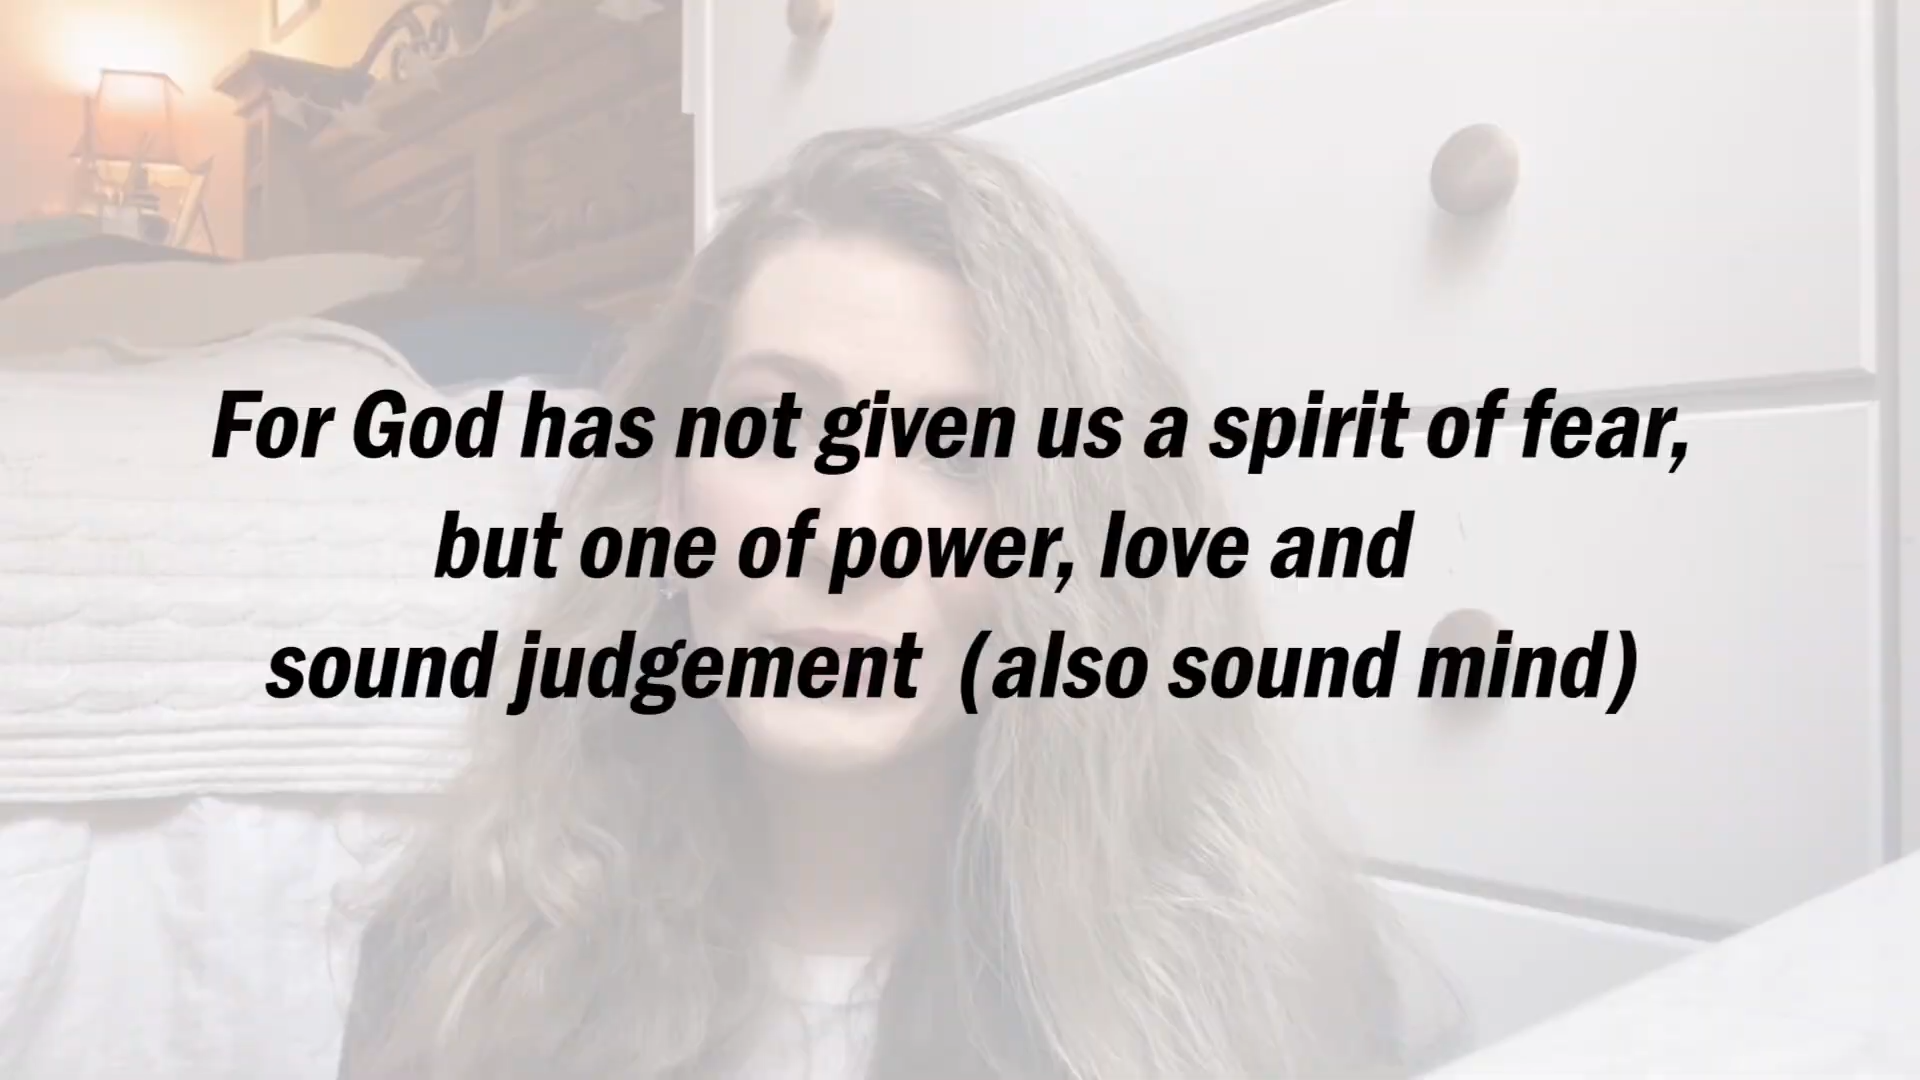 For God has not given us a spirit of fear,
but one of power, love and
sound judgement (also sound mind)